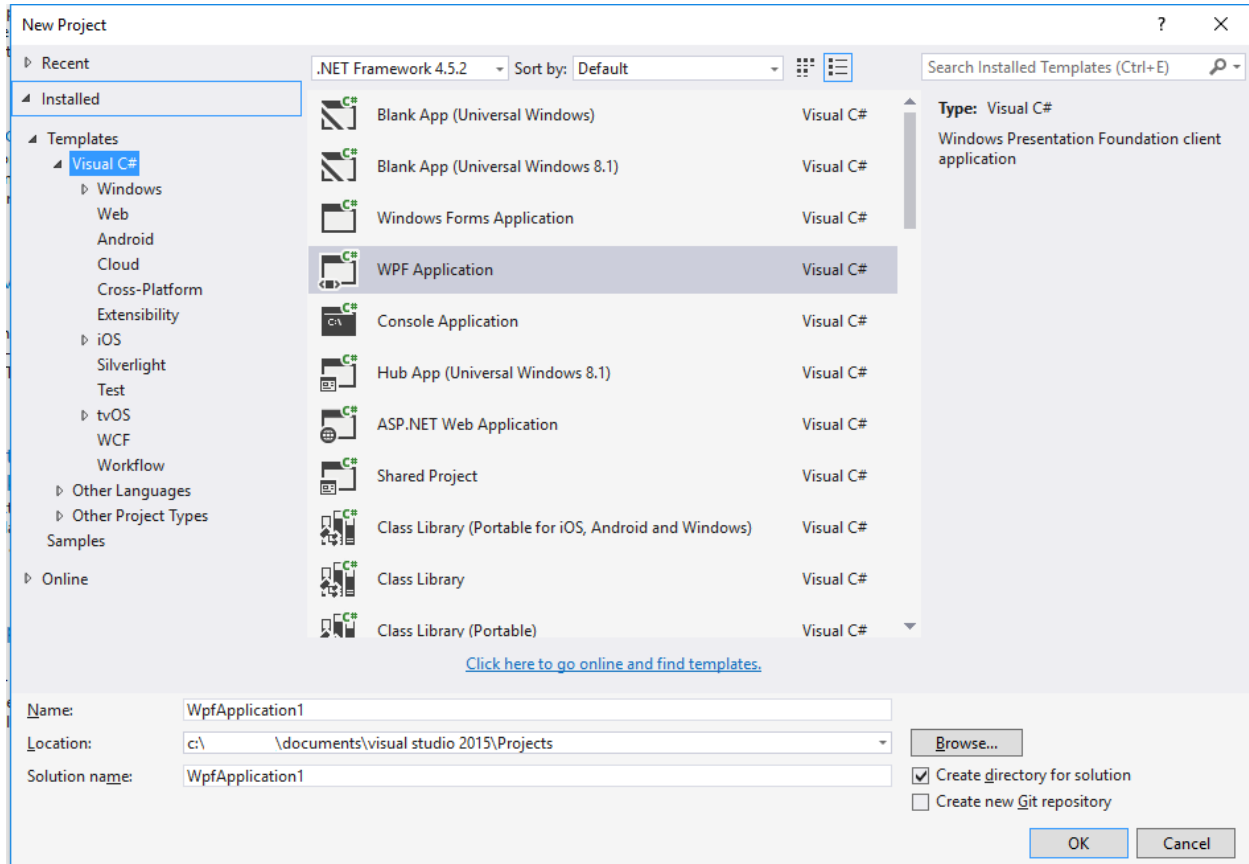 New Project
?
Recent
.NET Framework 4.5.2
Sort by: Default
Search Installed Templates (Ctrl+E)
Installed
Templates
Visual C#
Windows
Web
Android
Cloud
Cross-Platform
Extensibility
iOS
Silverlight
Test
tvOS
WCF
Workflow
Other Languages
Other Project Types
Samples
Online
Blank App (Universal Windows) Visual C#
Blank App (Universal Windows 8.1) Visual C#
Windows Forms Application Visual C#
WPF Application Visual C#
Console Application Visual C#
Hub App (Universal Windows 8.1) Visual C#
ASP.NET Web Application Visual C#
Shared Project Visual C#
Class Library (Portable for iOS, Android and Windows) Visual C#
Class Library Visual C#
Class Library (Portable) Visual C#
Click here to go online and find templates.
Type: Visual C#
Windows Presentation Foundation client
application
Name: WpfApplication1
Location: c:\ \documents\visual studio 2015\Projects
Browse...
Solution name: WpfApplication1
Create directory for solution
Create new Git repository
OK
Cancel